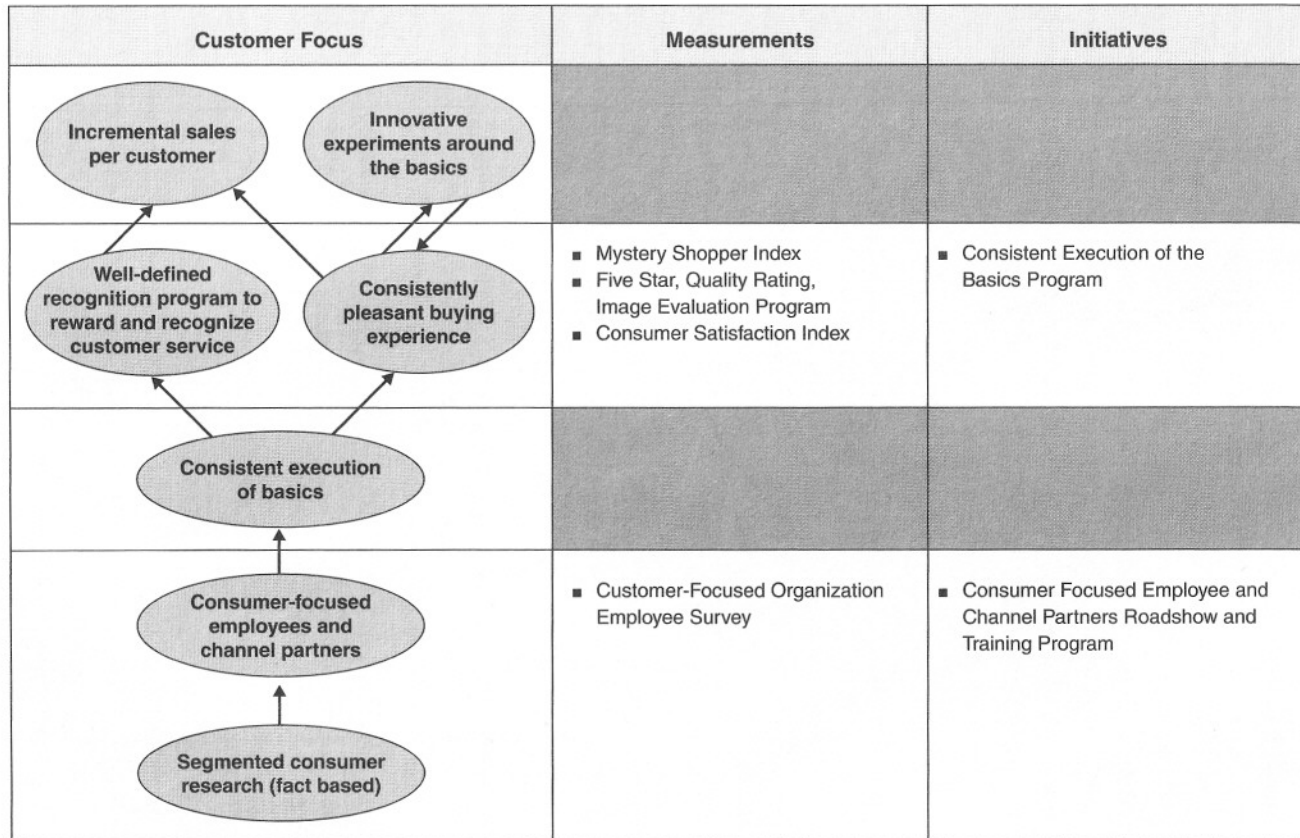 Customer Focus
Measurements
Initiatives
Incremental sales
per customer
Innovative
experiments around
the basics
Well-defined
recognition program to
reward and recognize
customer service
Consistently
pleasant buying
experience
▪ Mystery Shopper Index
▪ Five Star, Quality Rating,
Image Evaluation Program
▪ Consumer Satisfaction Index
▪ Consistent Execution of the
Basics Program
Consistent execution
of basics
Consumer-focused
employees and
channel partners
▪ Customer-Focused Organization
Employee Survey
▪ Consumer Focused Employee and
Channel Partners Roadshow and
Training Program
Segmented consumer
research (fact based)